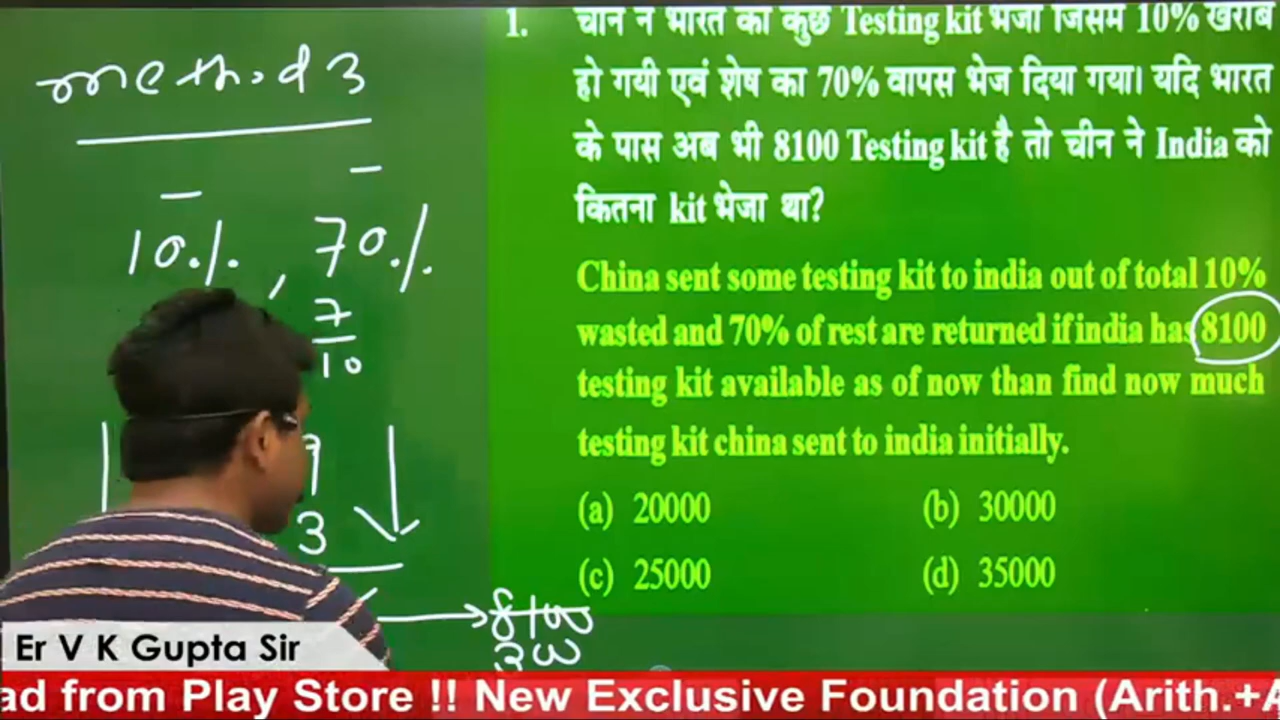 method 3
10%, 70%
7
10
9
3
1. चीन ने भारत को कुछ Testing kit भेजा जिसमें 10% खराब
हो गयी एवं शेष का 70% वापस भेज दिया गया। यदि भारत
के पास अब भी 8100 Testing kit है तो चीन ने India को
कितना kit भेजा था?
China sent some testing kit to india out of total 10%
wasted and 70% of rest are returned if india has 8100
testing kit available as of now than find now much
testing kit china sent to india initially.
(a) 20000 (b) 30000
(c) 25000 (d) 35000
Er V K Gupta Sir
ad from Play Store !! New Exclusive Foundation (Arith.+A